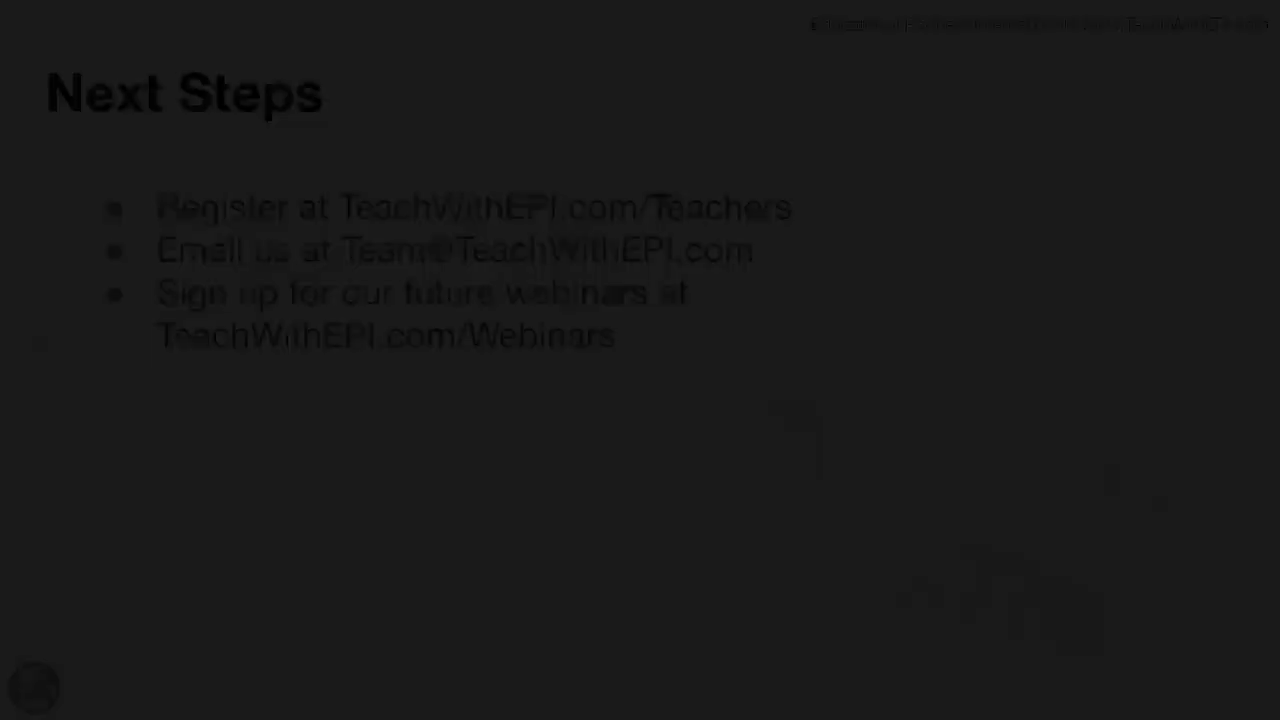 Next Steps
● Register at TeachWithEPI.com/Teachers
● Email us at Team@TeachWithEPI.com
● Sign up for our future webinars at
TeachWithEPI.com/Webinars